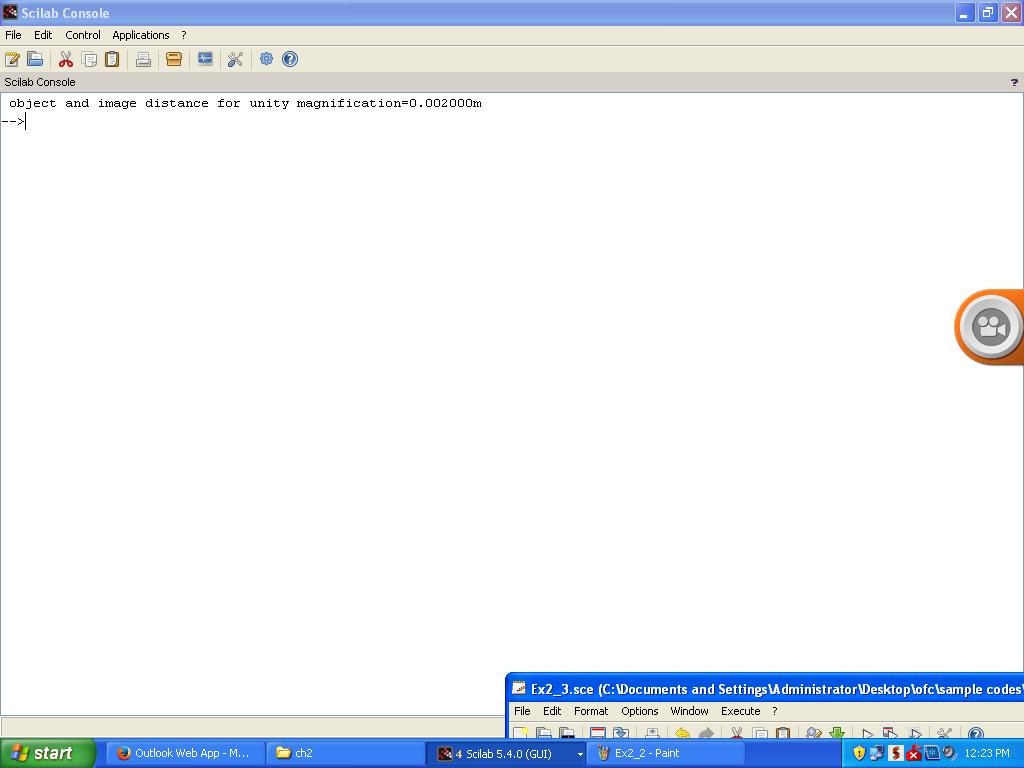 Scilab Console
File Edit Control Applications ?
Scilab Console ?
object and image distance for unity magnification=0.002000m
-->
Ex2_3.sce (C:\Documents and Settings\Administrator\Desktop\ofc\sample codes\
File Edit Format Options Window Execute ?
start Outlook Web App - M... ch2 4 Scilab 5.4.0 (GUI) Ex2_2 - Paint 12:23 PM